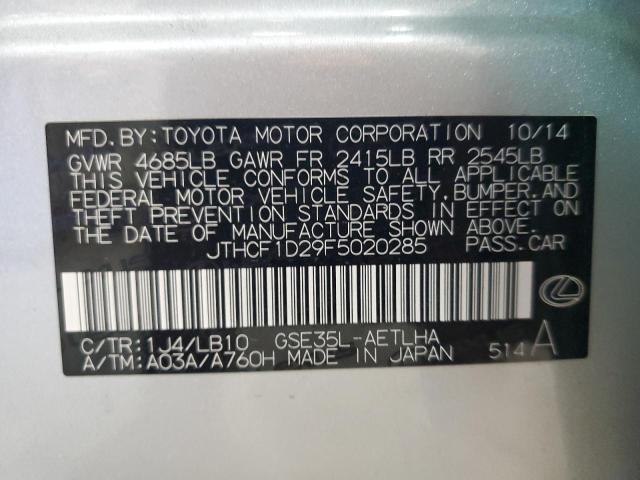 MFD.BY:TOYOTA MOTOR CORPORATION 10/14
GVWR 4685LB GAWR FR 2415LB RR 2545LB
THIS VEHICLE CONFORMS TO ALL APPLICABLE
FEDERAL MOTOR VEHICLE SAFETY,BUMPER,AND
THEFT PREVENTION STANDARDS IN EFFECT ON
THE DATE OF MANUFACTURE SHOWN ABOVE.
JTHCF1D29F5020285 PASS.CAR
C/TR:1J4/LB10 GSE35L-AETLHA
A/TM:A03A/A760H MADE IN JAPAN 514 A